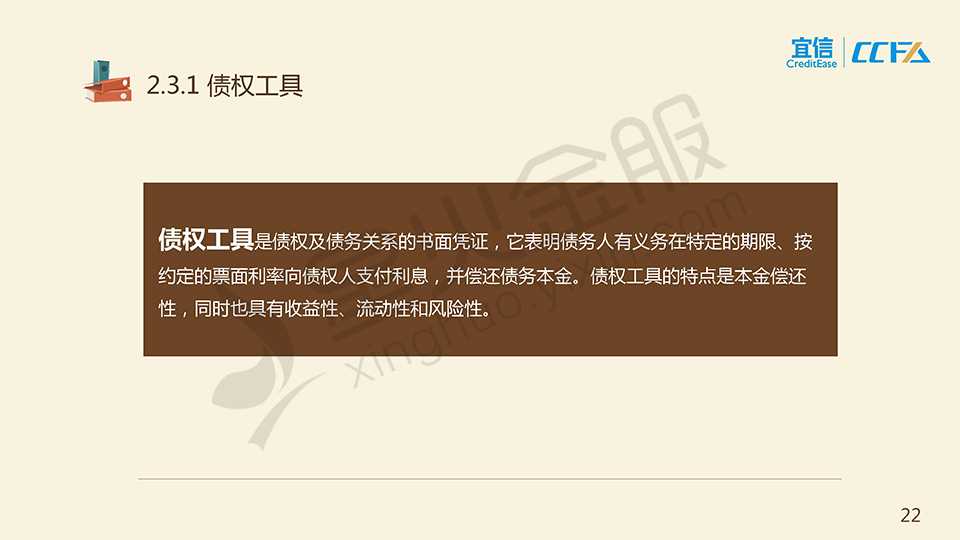 宜信
CreditEase
CCFA
2.3.1 债权工具
债权工具是债权及债务关系的书面凭证，它表明债务人有义务在特定的期限、按
约定的票面利率向债权人支付利息，并偿还债务本金。债权工具的特点是本金偿还
性，同时也具有收益性、流动性和风险性。
星火金服
xinghuo.yixin.com
22